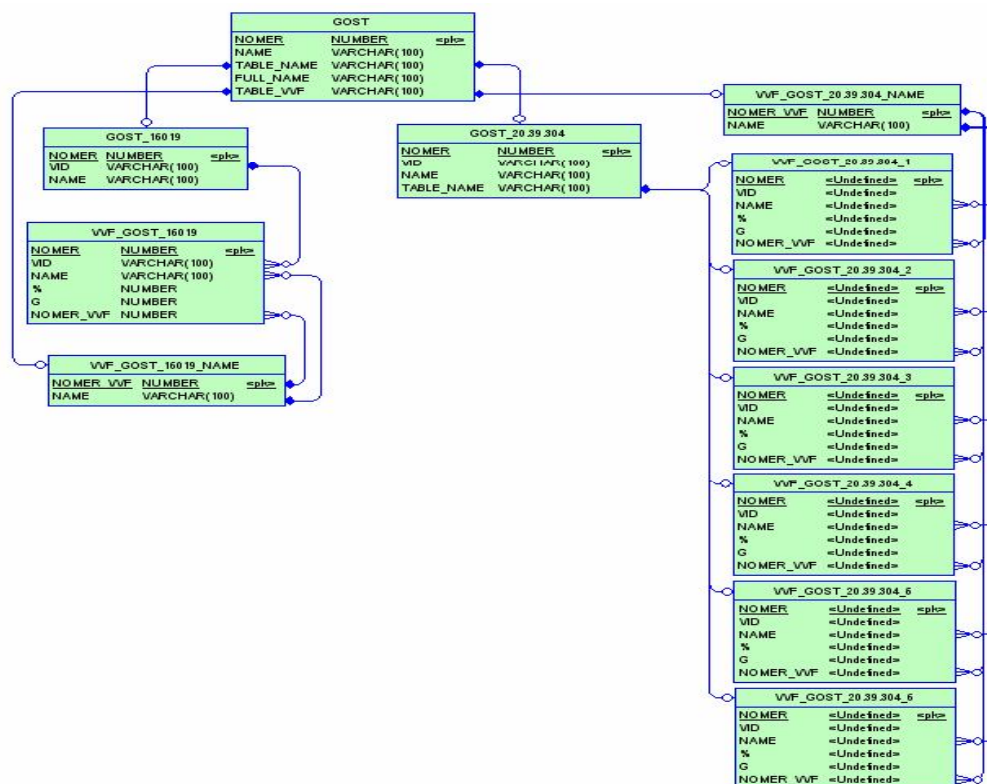 GOST
NOMER NUMBER <pk>
NAME VARCHAR(100)
TABLE_NAME VARCHAR(100)
FULL_NAME VARCHAR(100)
TABLE_VVF VARCHAR(100)
GOST_16019
NOMER NUMBER <pk>
VID VARCHAR(100)
NAME VARCHAR(100)
GOST_20.39.304
NOMER NUMBER <pk>
VID VARCHAR(100)
NAME VARCHAR(100)
TABLE_NAME VARCHAR(100)
VVF_GOST_20.39.304_NAME
NOMER_VVF NUMBER <pk>
NAME VARCHAR(100)
VVF_GOST_16019
NOMER NUMBER <pk>
VID VARCHAR(100)
NAME VARCHAR(100)
% NUMBER
G NUMBER
NOMER_VVF NUMBER
VVF_GOST_16019_NAME
NOMER_VVF NUMBER <pk>
NAME VARCHAR(100)
VVF_GOST_20.39.304_1
NOMER <Undefined> <pk>
VID <Undefined>
NAME <Undefined>
% <Undefined>
G <Undefined>
NOMER_VVF <Undefined>
VVF_GOST_20.39.304_2
NOMER <Undefined> <pk>
VID <Undefined>
NAME <Undefined>
% <Undefined>
G <Undefined>
NOMER_VVF <Undefined>
VVF_GOST_20.39.304_3
NOMER <Undefined> <pk>
VID <Undefined>
NAME <Undefined>
% <Undefined>
G <Undefined>
NOMER_VVF <Undefined>
VVF_GOST_20.39.304_4
NOMER <Undefined> <pk>
VID <Undefined>
NAME <Undefined>
% <Undefined>
G <Undefined>
NOMER_VVF <Undefined>
VVF_GOST_20.39.304_6
NOMER <Undefined> <pk>
VID <Undefined>
NAME <Undefined>
% <Undefined>
G <Undefined>
NOMER_VVF <Undefined>
VVF_GOST_20.39.304_6
NOMER <Undefined> <pk>
VID <Undefined>
NAME <Undefined>
% <Undefined>
G <Undefined>
NOMER_VVF <Undefined>